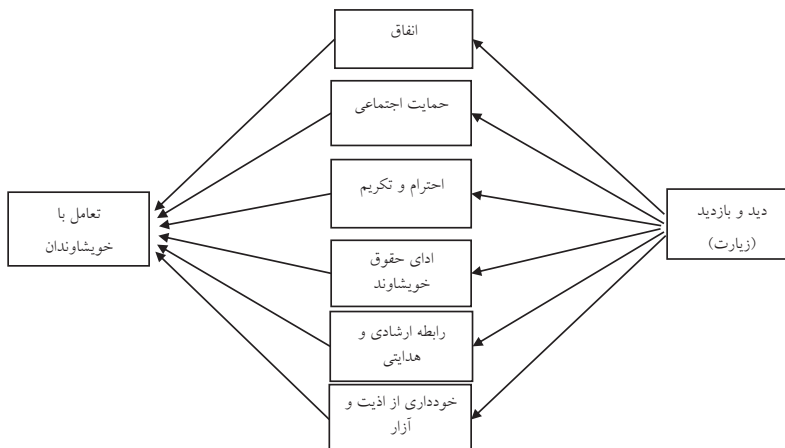 انفاق
حمایت اجتماعی
احترام و تکریم
ادای حقوق
خویشاوند
رابطه ارشادی و
هدایتی
خودداری از اذیت و
آزار
دید و بازدید
(زیارت)
تعامل با
خویشاوندان